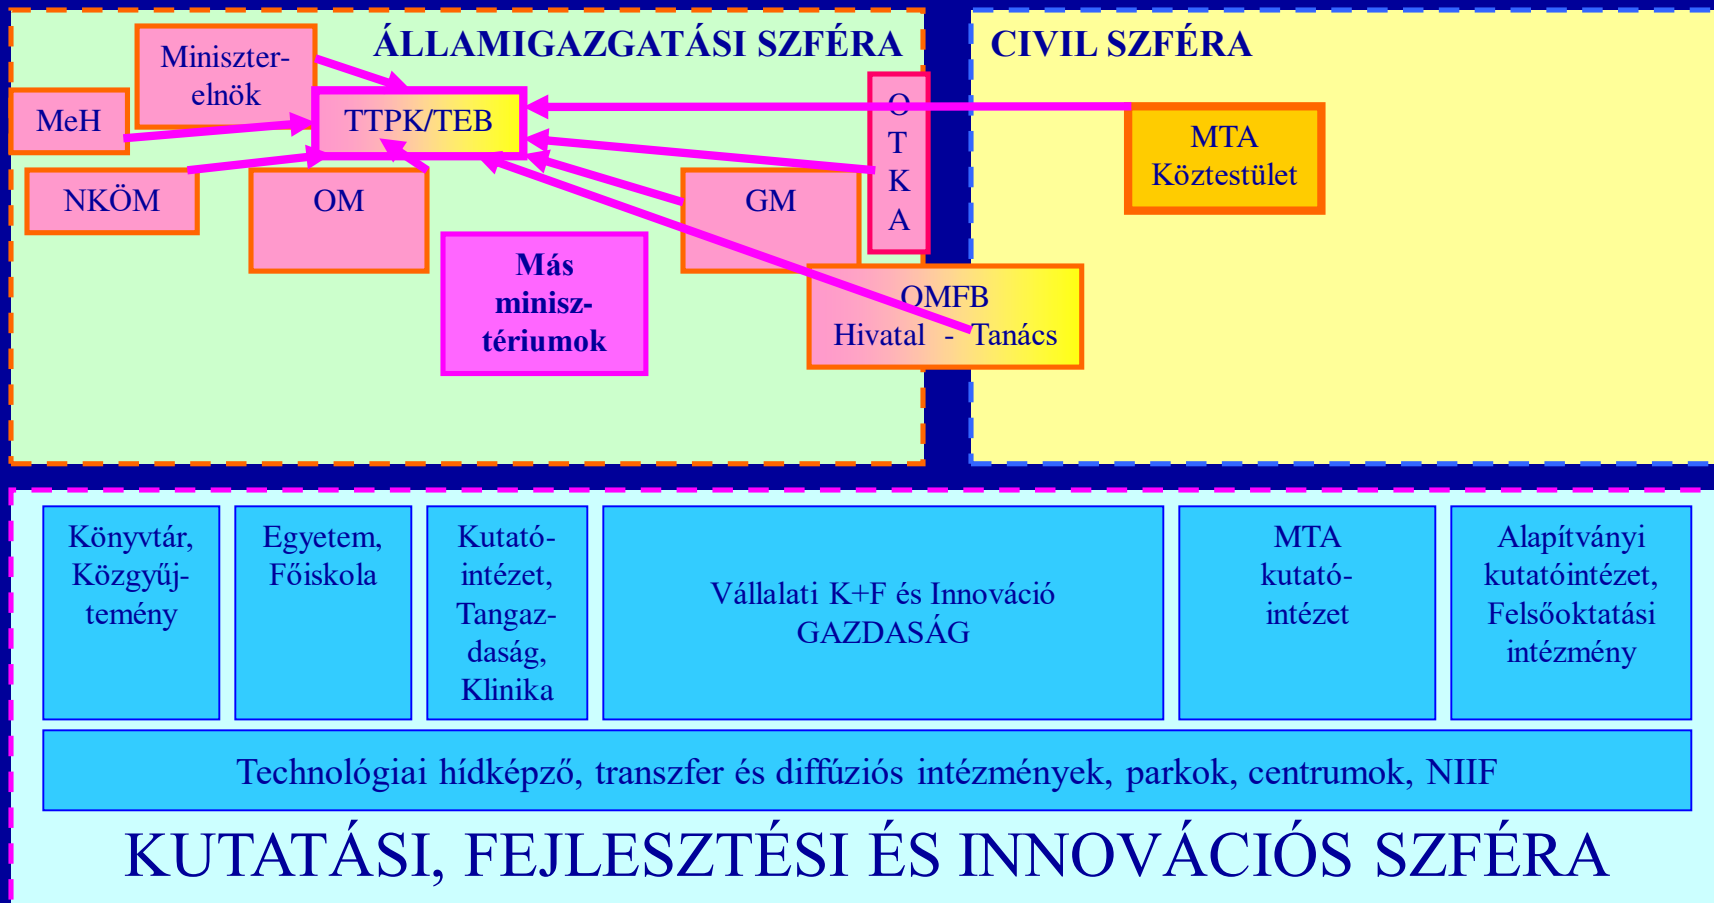 ÁLLAMIGAZGATÁSI SZFÉRA
CIVIL SZFÉRA
Miniszter-
elnök
MeH
TTPK/TEB
NKÖM
OM
GM
O
T
K
A
MTA
Köztestület
Más
minisz-
tériumok
OMFB
Hivatal - Tanács
Könyvtár,
Közgyűj-
temény
Egyetem,
Főiskola
Kutató-
intézet,
Tangaz-
daság,
Klinika
Vállalati K+F és Innováció
GAZDASÁG
MTA
kutató-
intézet
Alapítványi
kutatóintézet,
Felsőoktatási
intézmény
Technológiai hídképző, transzfer és diffúziós intézmények, parkok, centrumok, NIIF
KUTATÁSI, FEJLESZTÉSI ÉS INNOVÁCIÓS SZFÉRA